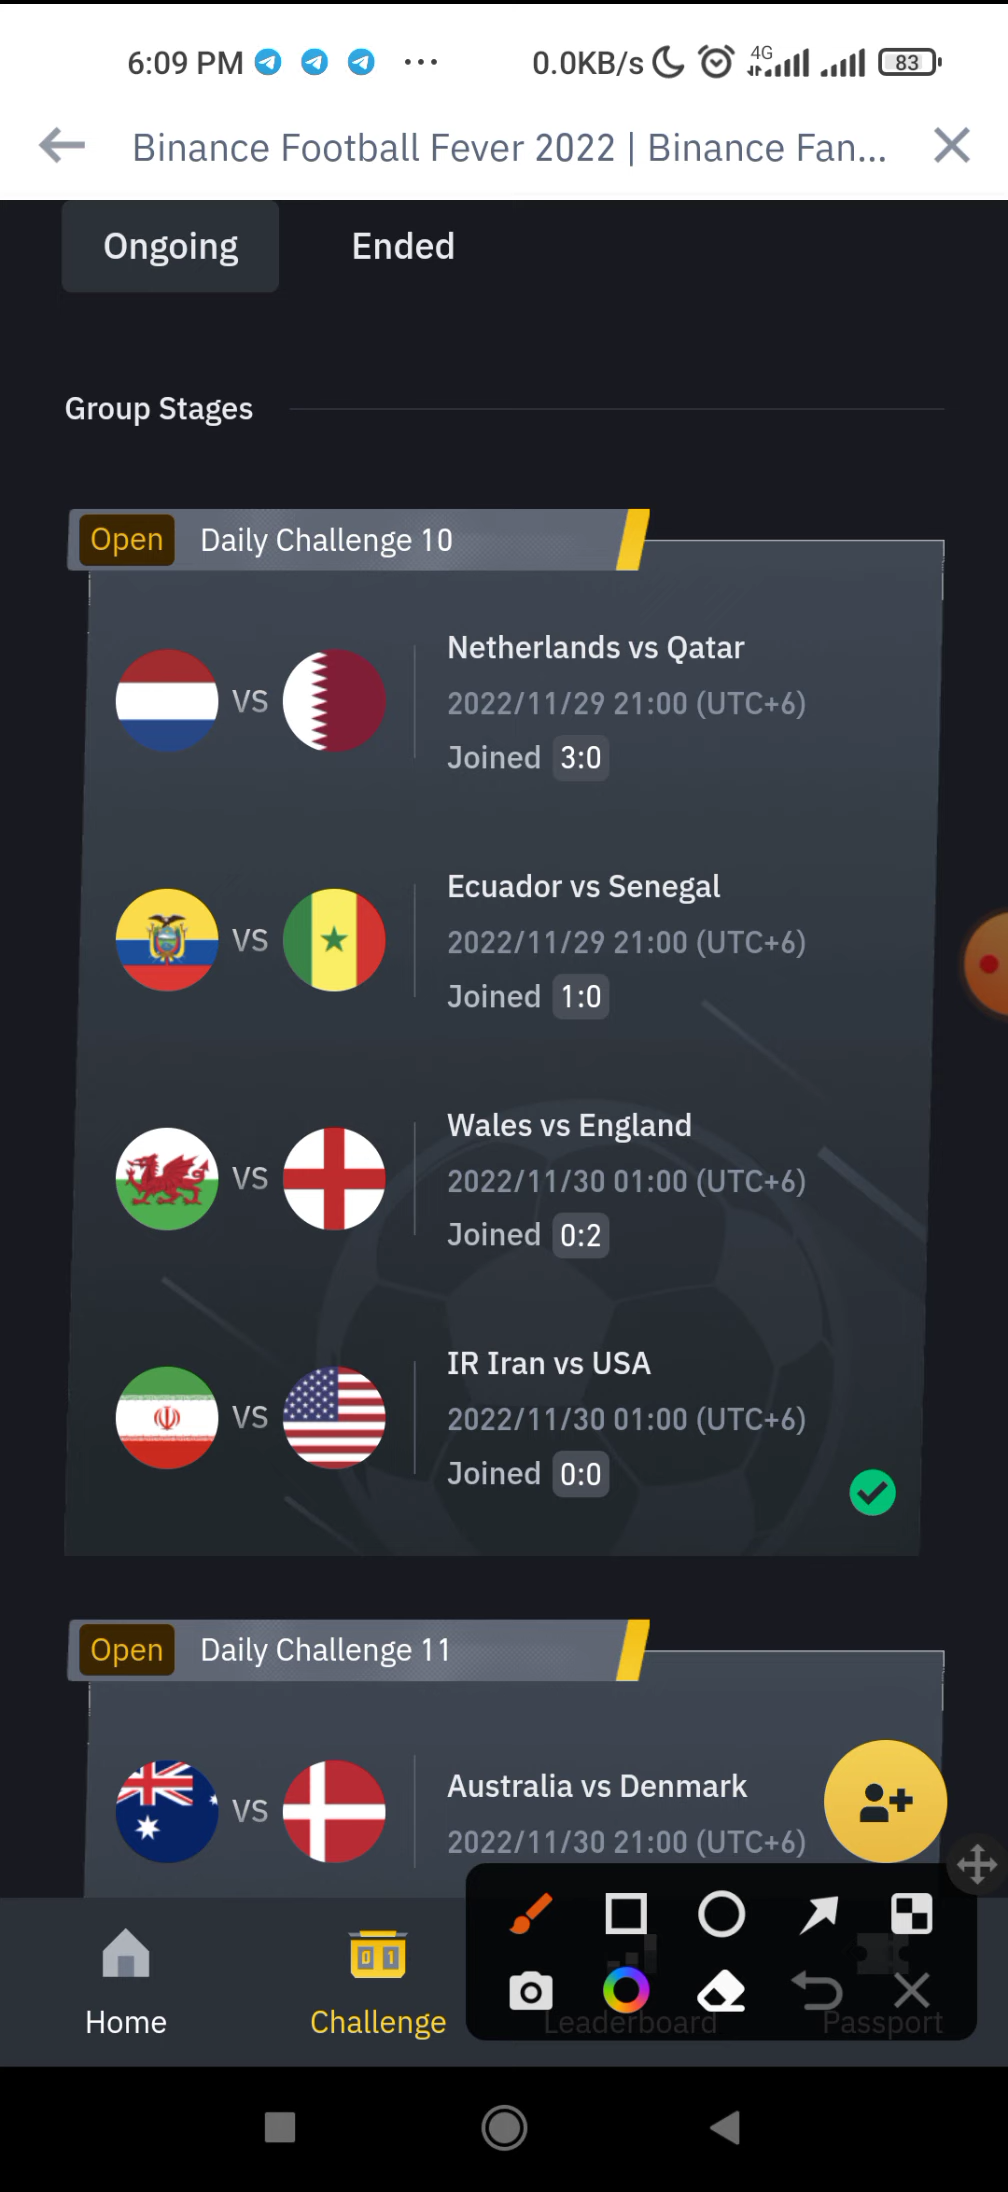 6:09 PM ... 0.0KB/s 4G 83
Binance Football Fever 2022 | Binance Fan...
Ongoing Ended
Group Stages
Open Daily Challenge 10
VS
Netherlands vs Qatar
2022/11/29 21:00 (UTC+6)
Joined 3:0
VS
Ecuador vs Senegal
2022/11/29 21:00 (UTC+6)
Joined 1:0
VS
Wales vs England
2022/11/30 01:00 (UTC+6)
Joined 0:2
VS
IR Iran vs USA
2022/11/30 01:00 (UTC+6)
Joined 0:0
Open Daily Challenge 11
VS
Australia vs Denmark
2022/11/30 21:00 (UTC+6)
0 1
Home Challenge Leaderboard Passport